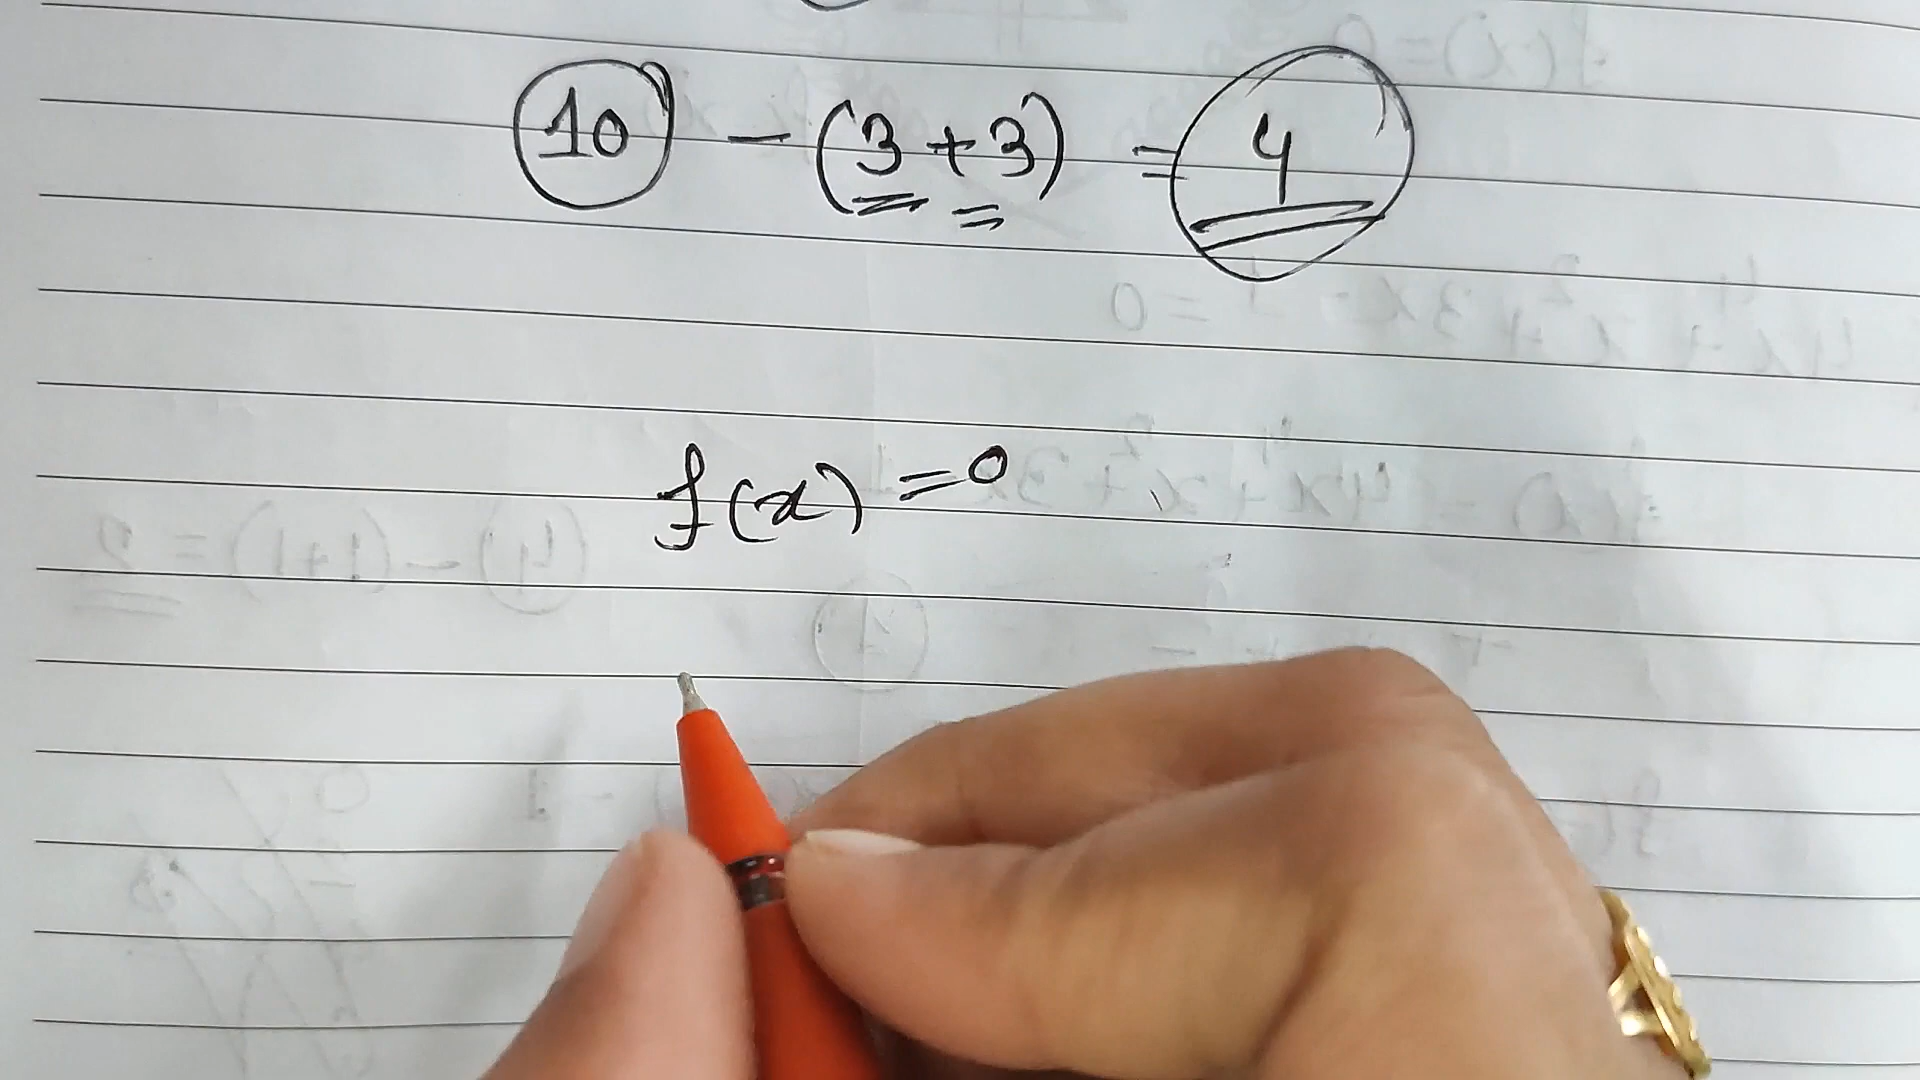 10 - (3 + 3) = 4
f(x) = 0